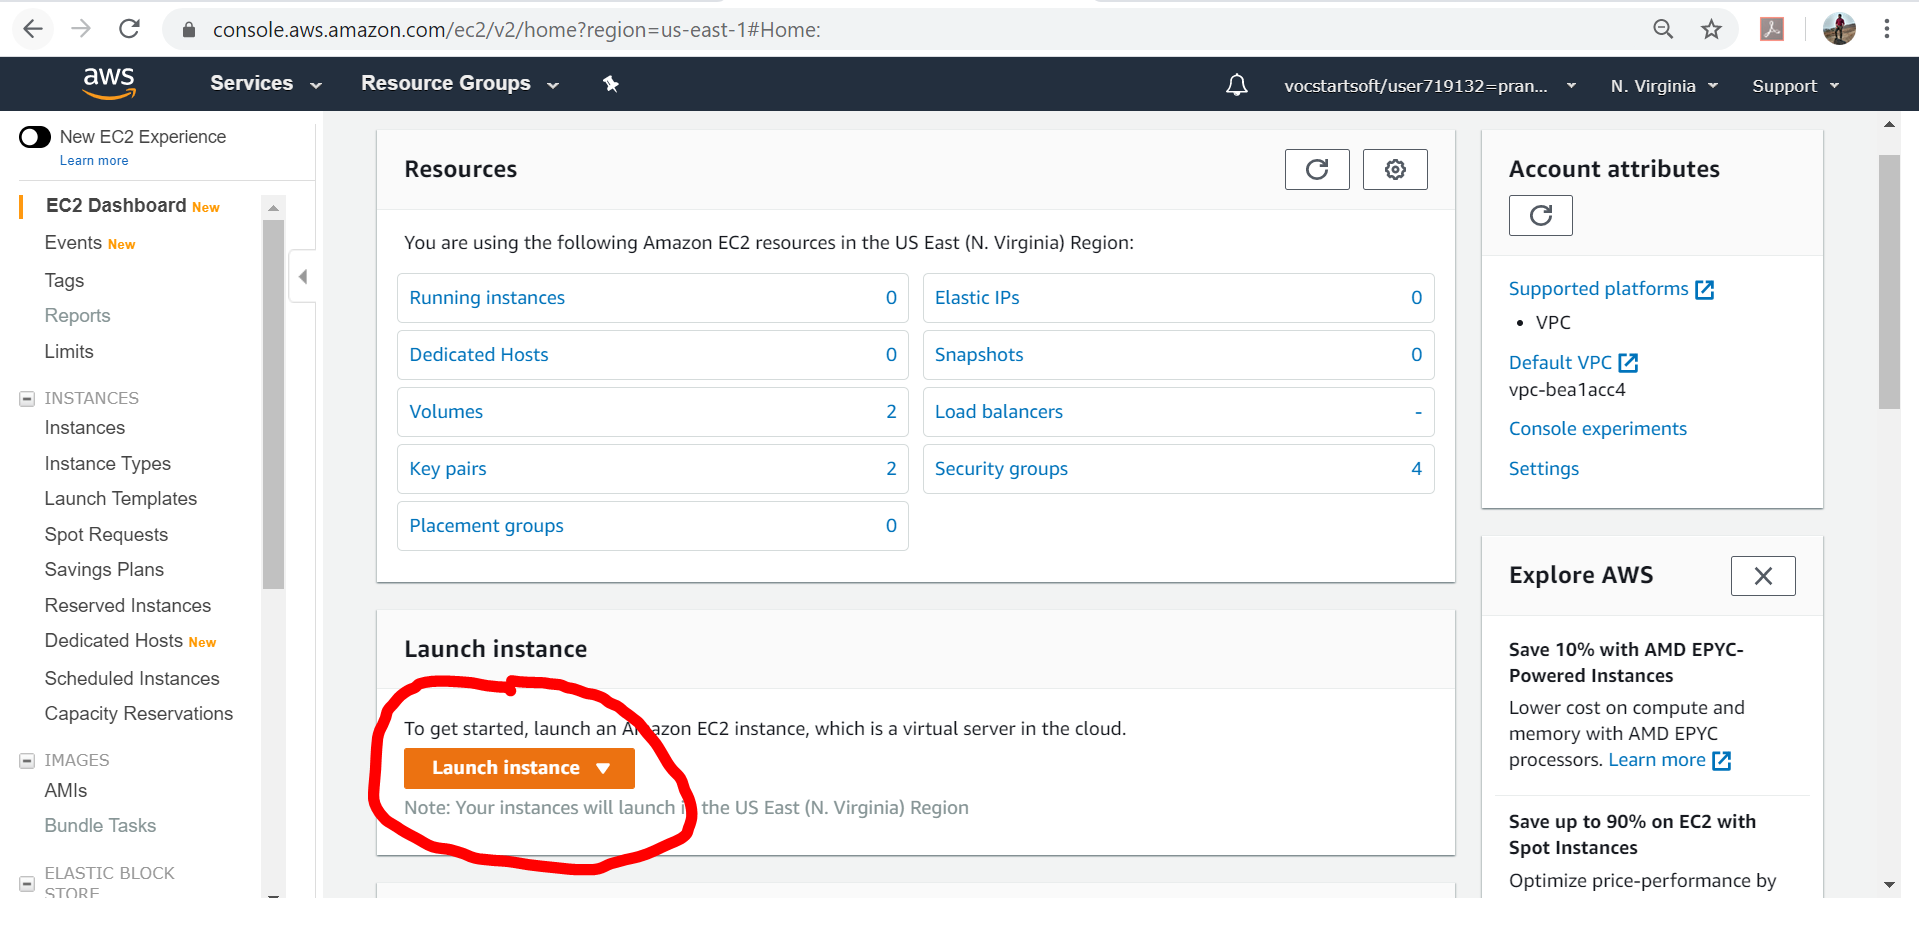 console.aws.amazon.com/ec2/v2/home?region=us-east-1#Home:
aws
Services
Resource Groups
vocstartsoft/user719132=pran...
N. Virginia
Support
New EC2 Experience
Learn more
EC2 Dashboard New
Events New
Tags
Reports
Limits
INSTANCES
Instances
Instance Types
Launch Templates
Spot Requests
Savings Plans
Reserved Instances
Dedicated Hosts New
Scheduled Instances
Capacity Reservations
IMAGES
AMIs
Bundle Tasks
ELASTIC BLOCK
STORE
Resources
You are using the following Amazon EC2 resources in the US East (N. Virginia) Region:
Running instances 0
Elastic IPs 0
Dedicated Hosts 0
Snapshots 0
Volumes 2
Load balancers -
Key pairs 2
Security groups 4
Placement groups 0
Launch instance
To get started, launch an Amazon EC2 instance, which is a virtual server in the cloud.
Launch instance
Note: Your instances will launch in the US East (N. Virginia) Region
Account attributes
Supported platforms
• VPC
Default VPC
vpc-bea1acc4
Console experiments
Settings
Explore AWS
Save 10% with AMD EPYC-
Powered Instances
Lower cost on compute and
memory with AMD EPYC
processors. Learn more
Save up to 90% on EC2 with
Spot Instances
Optimize price-performance by